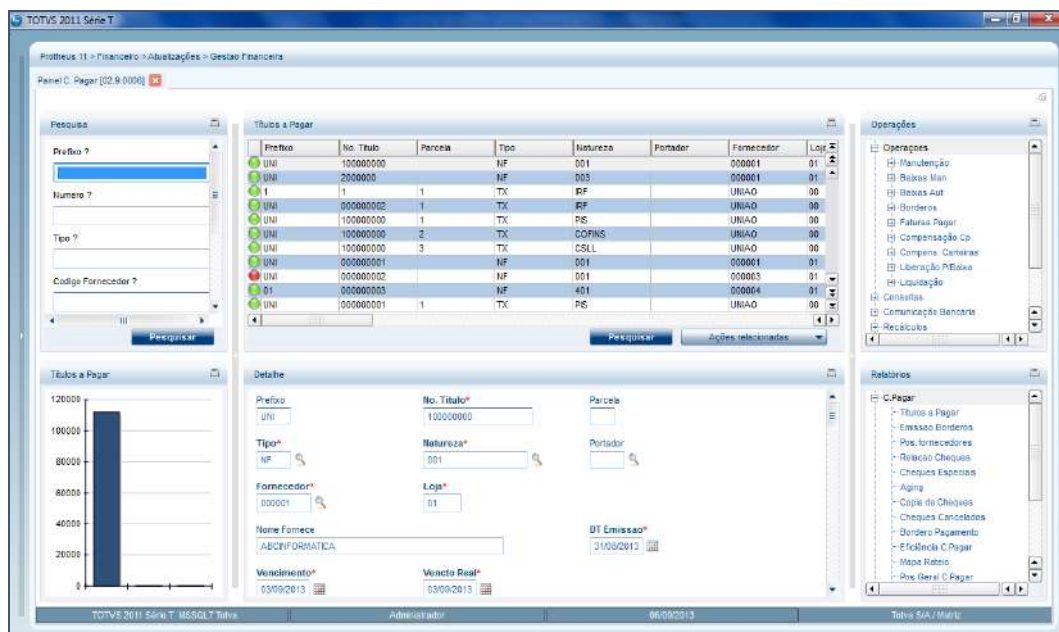 TOTVS 2011 Série T
Protheus 11 > Financeiro > Atualizações > Gestao Financeira
Painel C. Pagar [02.9.0006]
Pesquisa
Prefixo ?
Numero ?
Tipo ?
Codigo Fornecedor ?
Pesquisar
Títulos a Pagar
Prefixo No. Titulo Parcela Tipo Natureza Portador Fornecedor Loja
UNI 100000000 NF 001 000001 01
UNI 2000000 NF 003 000001 01
1 1 1 TX IRF UNIAO 00
UNI 000000002 1 TX IRF UNIAO 00
UNI 100000000 1 TX PIS UNIAO 00
UNI 100000000 2 TX COFINS UNIAO 00
UNI 100000000 3 TX CSLL UNIAO 00
UNI 000000001 NF 001 000001 01
UNI 000000002 NF 001 000003 01
01 000000003 NF 401 000004 01
UNI 000000001 1 TX PIS UNIAO 00
Pesquisar
Ações relacionadas
Operações
Operações
Manutenção
Baixas Man
Baixas Aut
Borderos
Faturas Pagar
Compensação Cp
Compens. Carteiras
Liberação P/Baixa
Liquidação
Consultas
Comunicação Bancária
Recálculos
Títulos a Pagar
120000
100000
80000
60000
40000
20000
0
Detalhe
Prefixo No. Titulo* Parcela
UNI 100000000
Tipo* Natureza* Portador
NF 001
Fornecedor* Loja*
000001 01
Nome Fornece DT Emissao*
ABCINFORMATICA 31/08/2013
Vencimento* Vencto Real*
03/09/2013 03/09/2013
Relatórios
C.Pagar
Titulos a Pagar
Emissao Borderos
Pos.fornecedores
Relacao Cheques
Cheques Especiais
Aging
Copia de Cheques
Cheques Cancelados
Bordero Pagamento
Eficiência C.Pagar
Mapa Rateio
Pos Geral C.Pagar
TOTVS 2011 Série T MSSQL7 Totvs Administrador 06/09/2013 Totvs S/A / Matriz